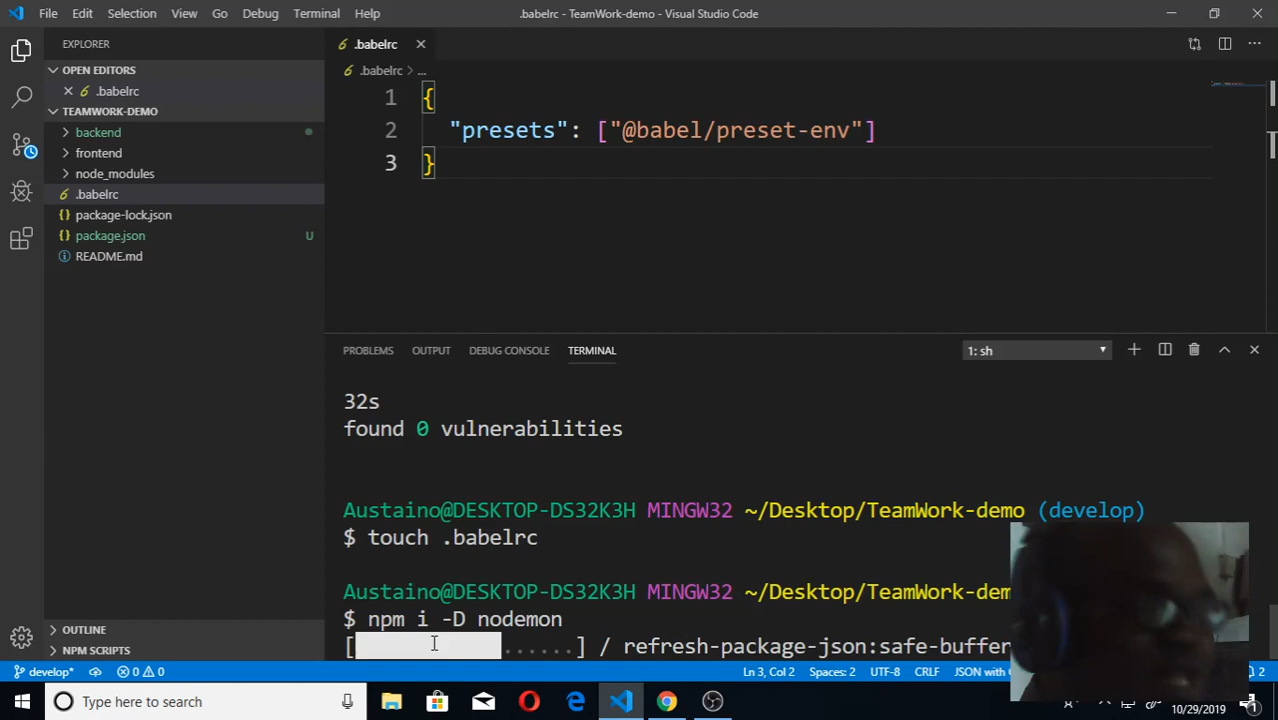 File Edit Selection View Go Debug Terminal Help
.babelrc - TeamWork-demo - Visual Studio Code
EXPLORER
OPEN EDITORS
.babelrc
TEAMWORK-DEMO
backend
frontend
node_modules
.babelrc
package-lock.json
package.json U
README.md
OUTLINE
NPM SCRIPTS
.babelrc
.babelrc > ...
1 {
2 "presets": ["@babel/preset-env"]
3 }
PROBLEMS OUTPUT DEBUG CONSOLE TERMINAL
1: sh
32s
found 0 vulnerabilities
Austaino@DESKTOP-DS32K3H MINGW32 ~/Desktop/TeamWork-demo (develop)
$ touch .babelrc
Austaino@DESKTOP-DS32K3H MINGW32 ~/Desktop/TeamWork-dem
$ npm i -D nodemon
[ ......] / refresh-package-json:safe-buffer
develop* 0 0 Ln 3, Col 2 Spaces: 2 UTF-8 CRLF JSON with C 2
Type here to search
10/29/2019
1